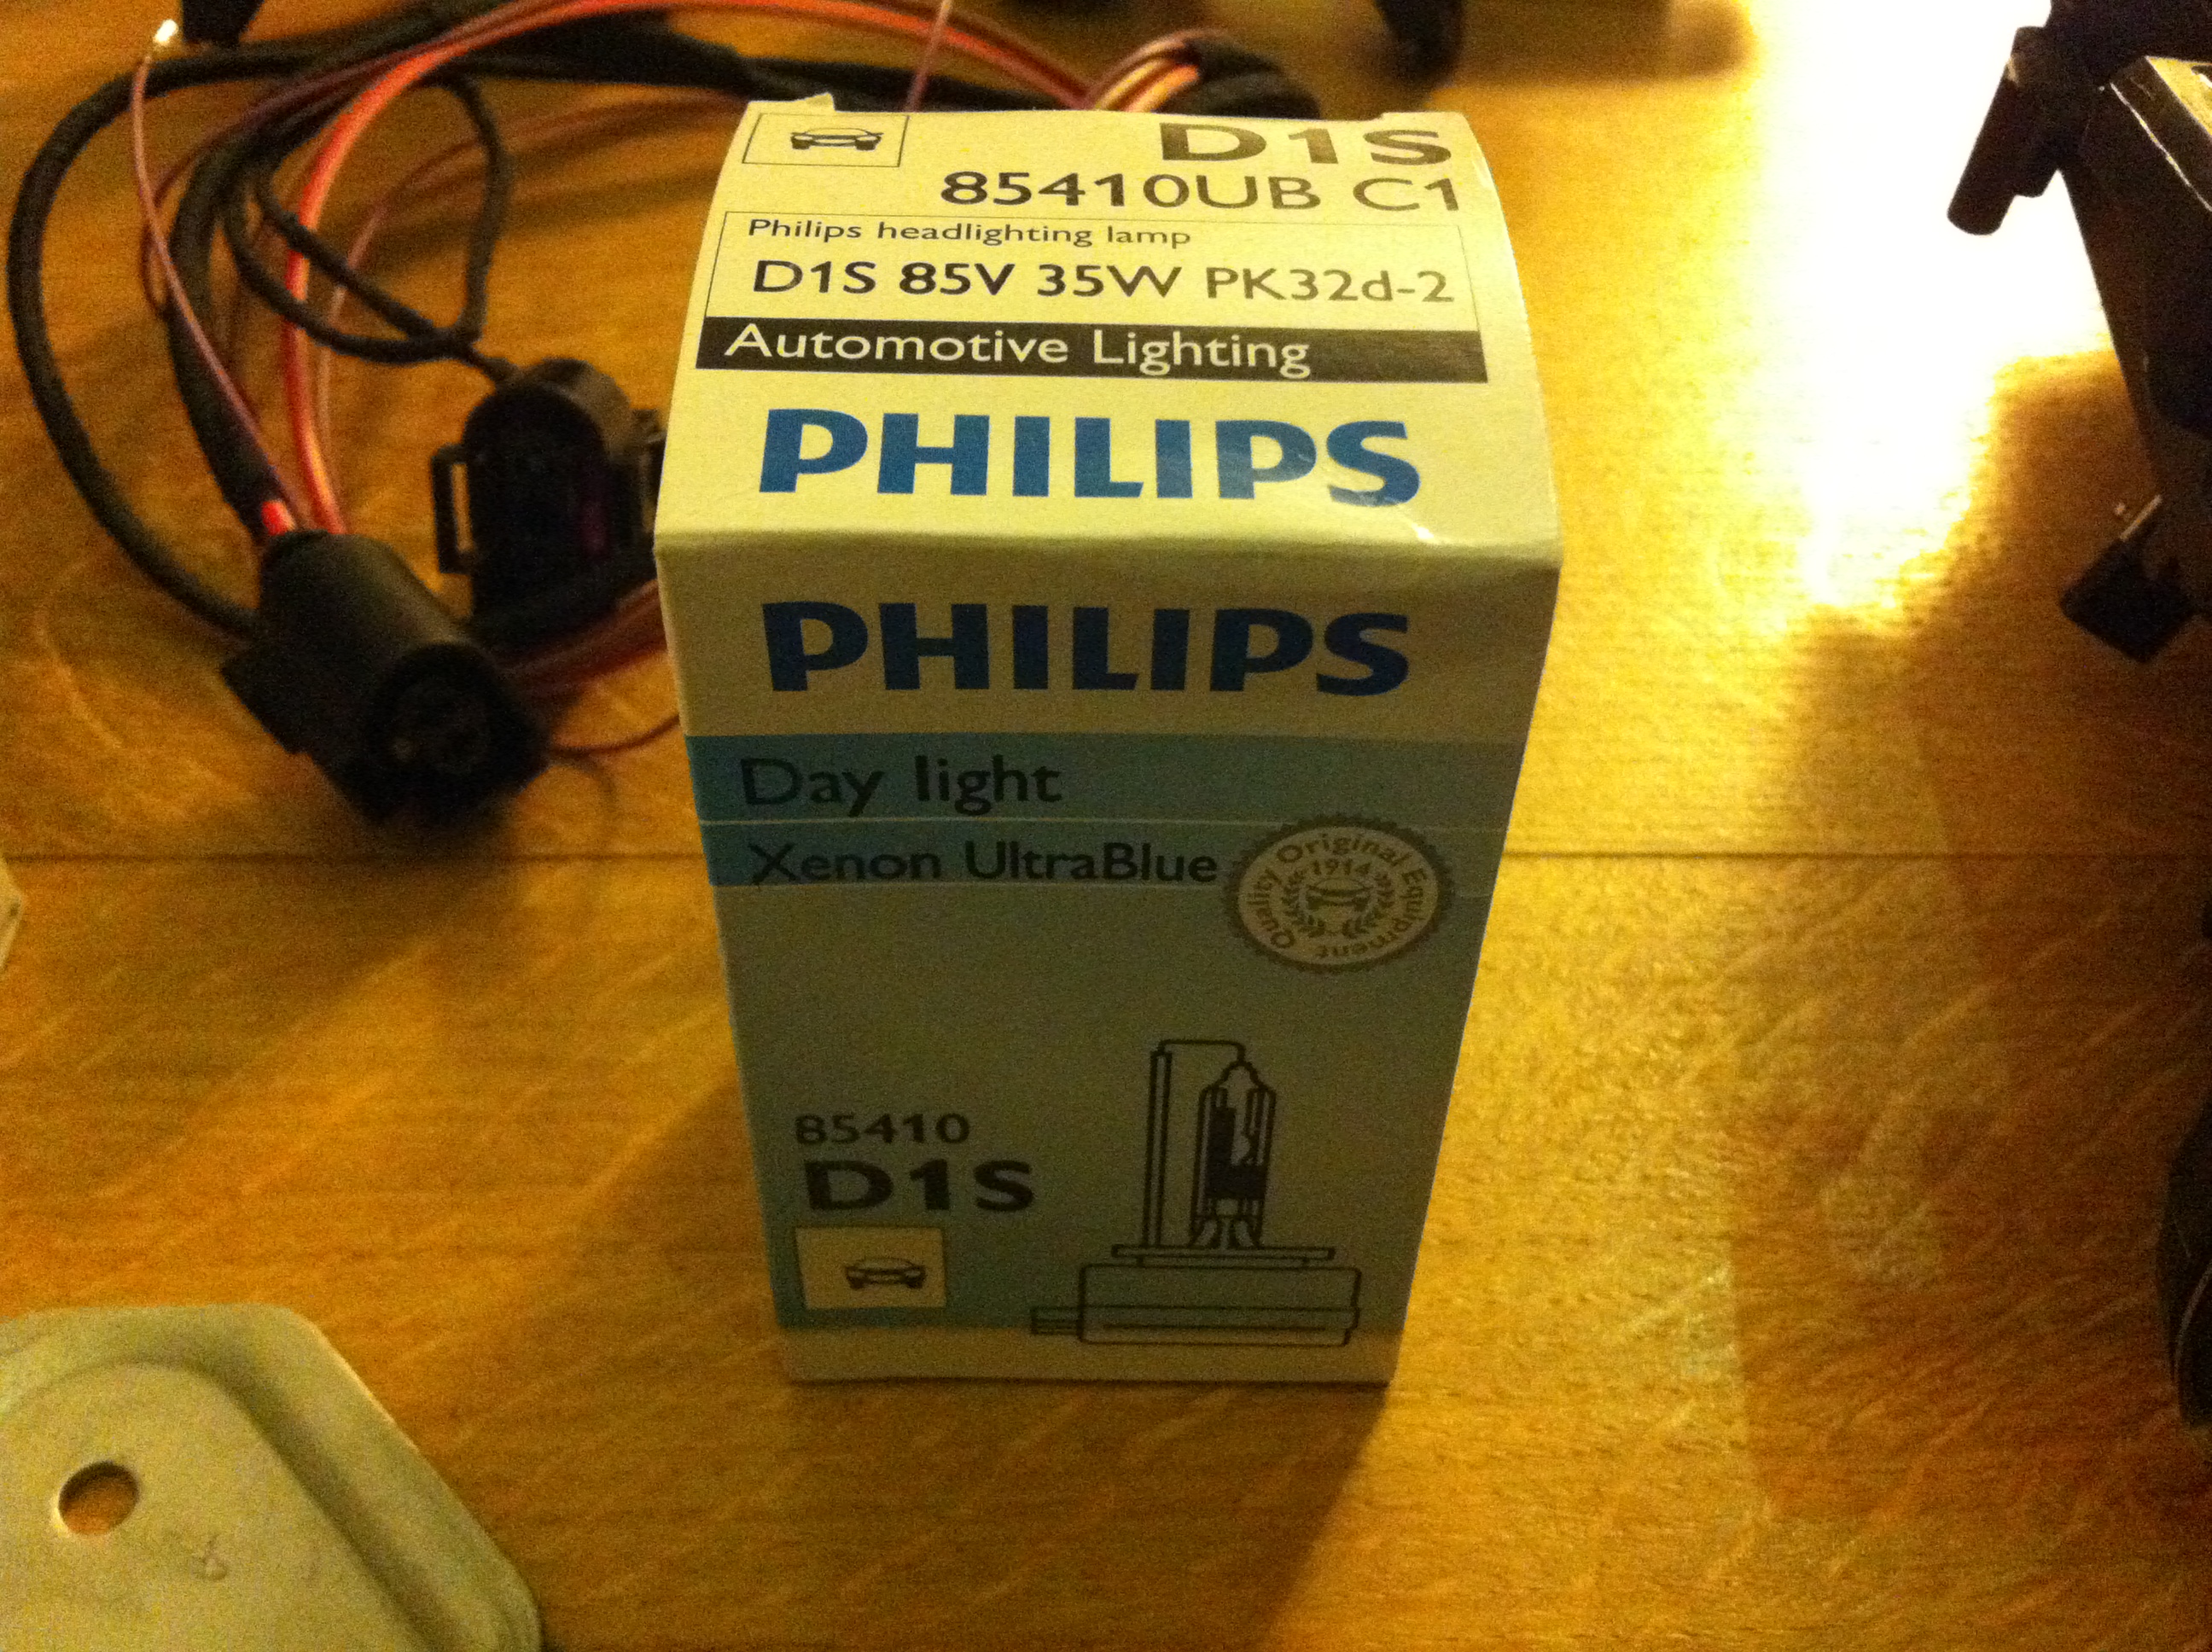 D1S
85410UB C1
Philips headlighting lamp
D1S 85V 35W PK32d-2
Automotive Lighting
PHILIPS
PHILIPS
Day light
Xenon UltraBlue
Quality Original Equipment
1914
85410
D1S